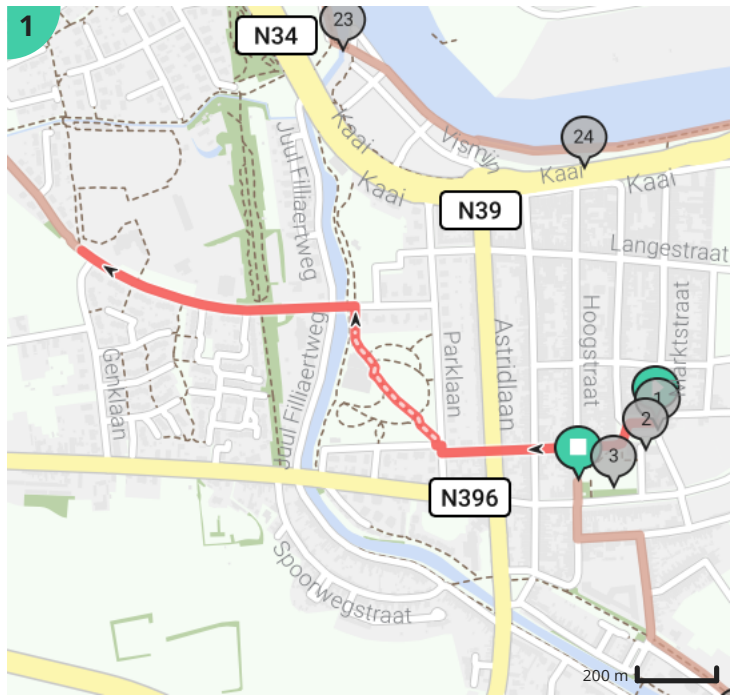 1
23
N34
Kaai
Vismijn
24
Kaai
Kaai
Kaai
N39
Juul Filliaertweg
Langestraat
Hoogstraat
Marktstraat
Parklaan
Astridlaan
Genklaan
Juul Filliaertweg
1
2
3
N396
Spoorwegstraat
200 m